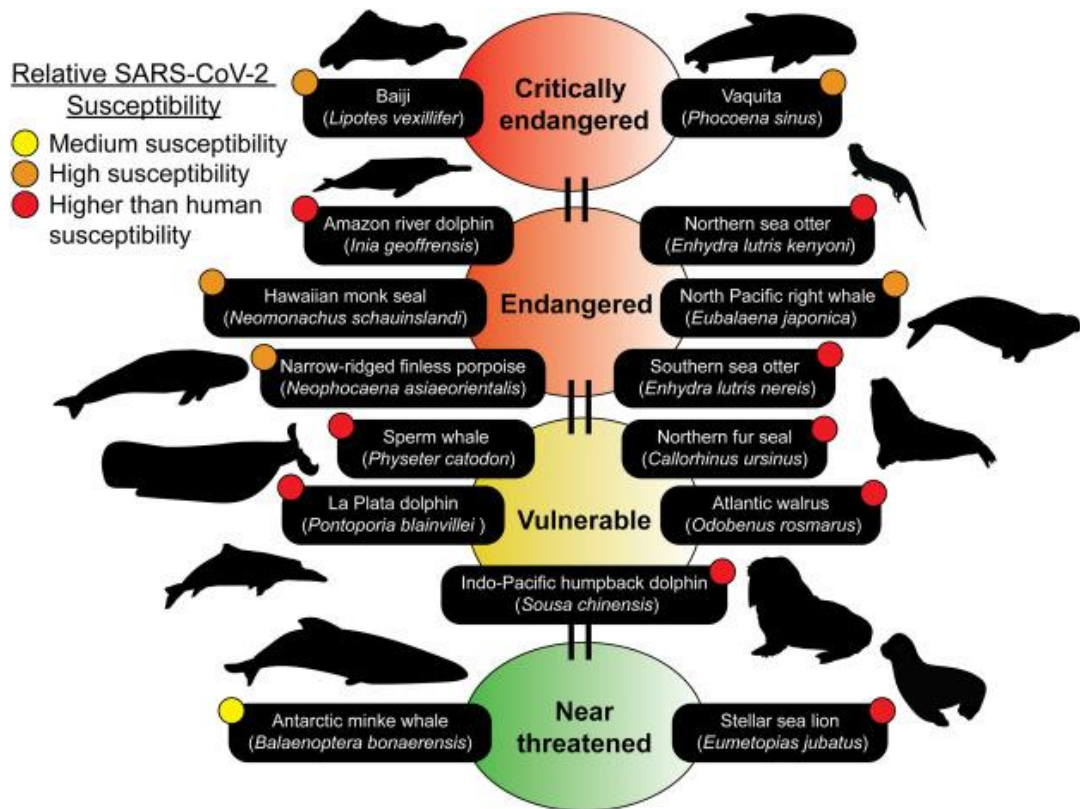 Relative SARS-CoV-2
Susceptibility
Medium susceptibility
High susceptibility
Higher than human
susceptibility
Critically
endangered
Baiji
(Lipotes vexillifer)
Vaquita
(Phocoena sinus)
Endangered
Amazon river dolphin
(Inia geoffrensis)
Northern sea otter
(Enhydra lutris kenyoni)
Hawaiian monk seal
(Neomonachus schauinslandi)
North Pacific right whale
(Eubalaena japonica)
Narrow-ridged finless porpoise
(Neophocaena asiaeorientalis)
Southern sea otter
(Enhydra lutris nereis)
Vulnerable
Sperm whale
(Physeter catodon)
Northern fur seal
(Callorhinus ursinus)
La Plata dolphin
(Pontoporia blainvillei )
Atlantic walrus
(Odobenus rosmarus)
Indo-Pacific humpback dolphin
(Sousa chinensis)
Near
threatened
Antarctic minke whale
(Balaenoptera bonaerensis)
Stellar sea lion
(Eumetopias jubatus)